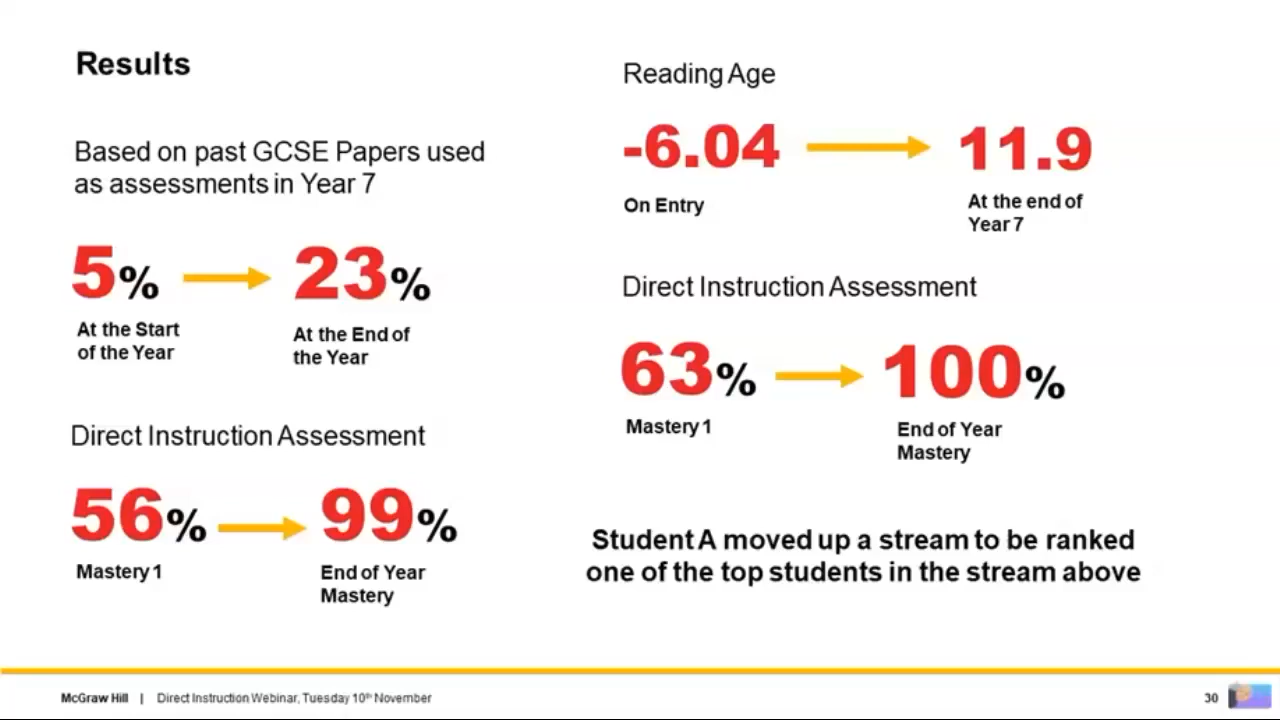 Results
Based on past GCSE Papers used
as assessments in Year 7
5% 23%
At the Start At the End of
of the Year the Year
Direct Instruction Assessment
56% 99%
Mastery 1 End of Year
Mastery
Reading Age
-6.04 11.9
On Entry At the end of
Year 7
Direct Instruction Assessment
63% 100%
Mastery 1 End of Year
Mastery
Student A moved up a stream to be ranked
one of the top students in the stream above
McGraw Hill | Direct Instruction Webinar, Tuesday 10th November 30